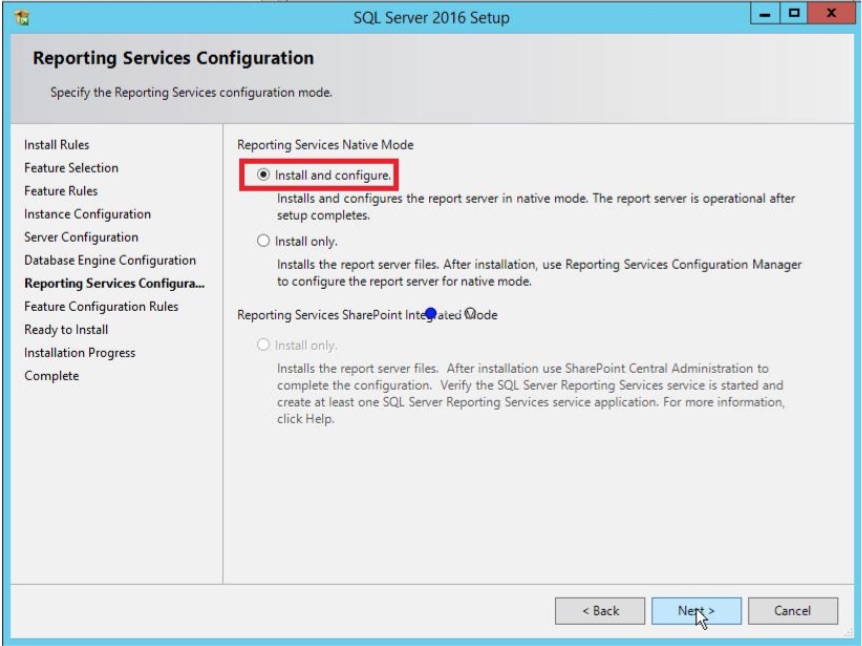 SQL Server 2016 Setup
Reporting Services Configuration
Specify the Reporting Services configuration mode.
Install Rules
Feature Selection
Feature Rules
Instance Configuration
Server Configuration
Database Engine Configuration
Reporting Services Configura...
Feature Configuration Rules
Ready to Install
Installation Progress
Complete
Reporting Services Native Mode
Install and configure.
Installs and configures the report server in native mode. The report server is operational after
setup completes.
Install only.
Installs the report server files. After installation, use Reporting Services Configuration Manager
to configure the report server for native mode.
Reporting Services SharePoint Integrated Mode
Install only.
Installs the report server files. After installation use SharePoint Central Administration to
complete the configuration. Verify the SQL Server Reporting Services service is started and
create at least one SQL Server Reporting Services service application. For more information,
click Help.
< Back
Next >
Cancel